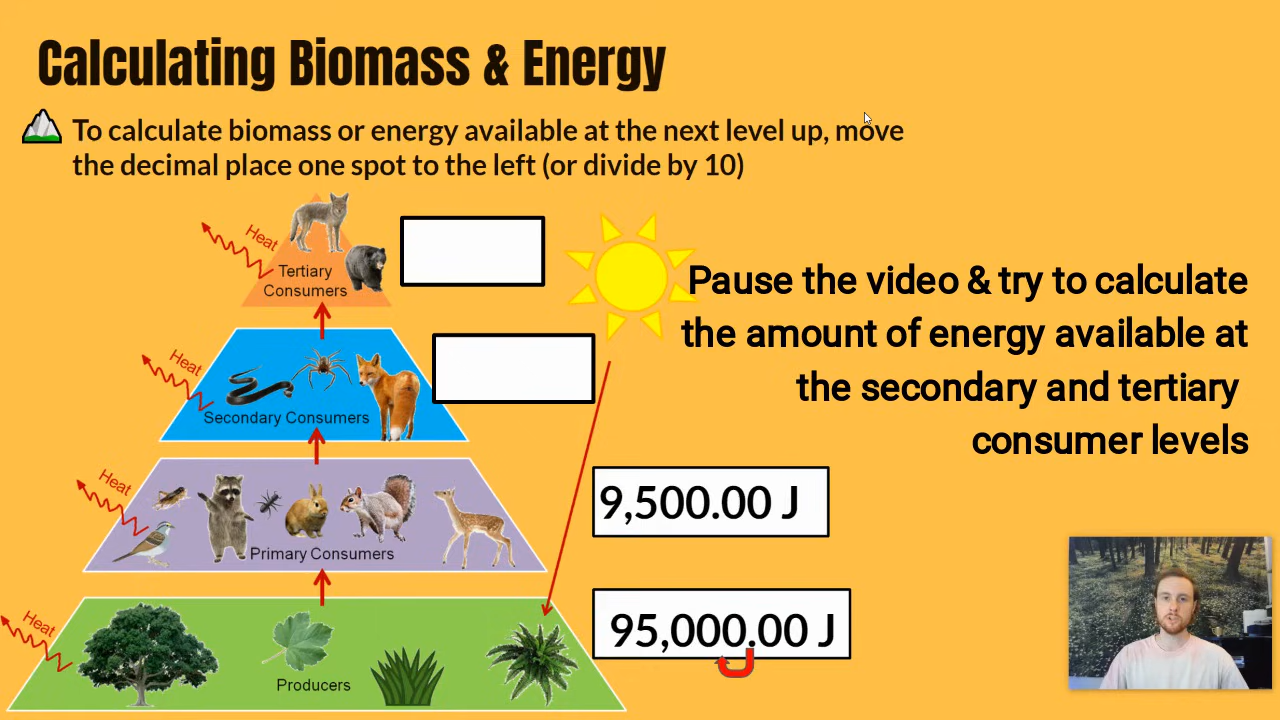 Calculating Biomass & Energy
To calculate biomass or energy available at the next level up, move
the decimal place one spot to the left (or divide by 10)
Heat
Tertiary
Consumers
Pause the video & try to calculate
the amount of energy available at
the secondary and tertiary
consumer levels
Heat
Secondary Consumers
Heat
Primary Consumers
9,500.00 J
Heat
Producers
95,000.00 J